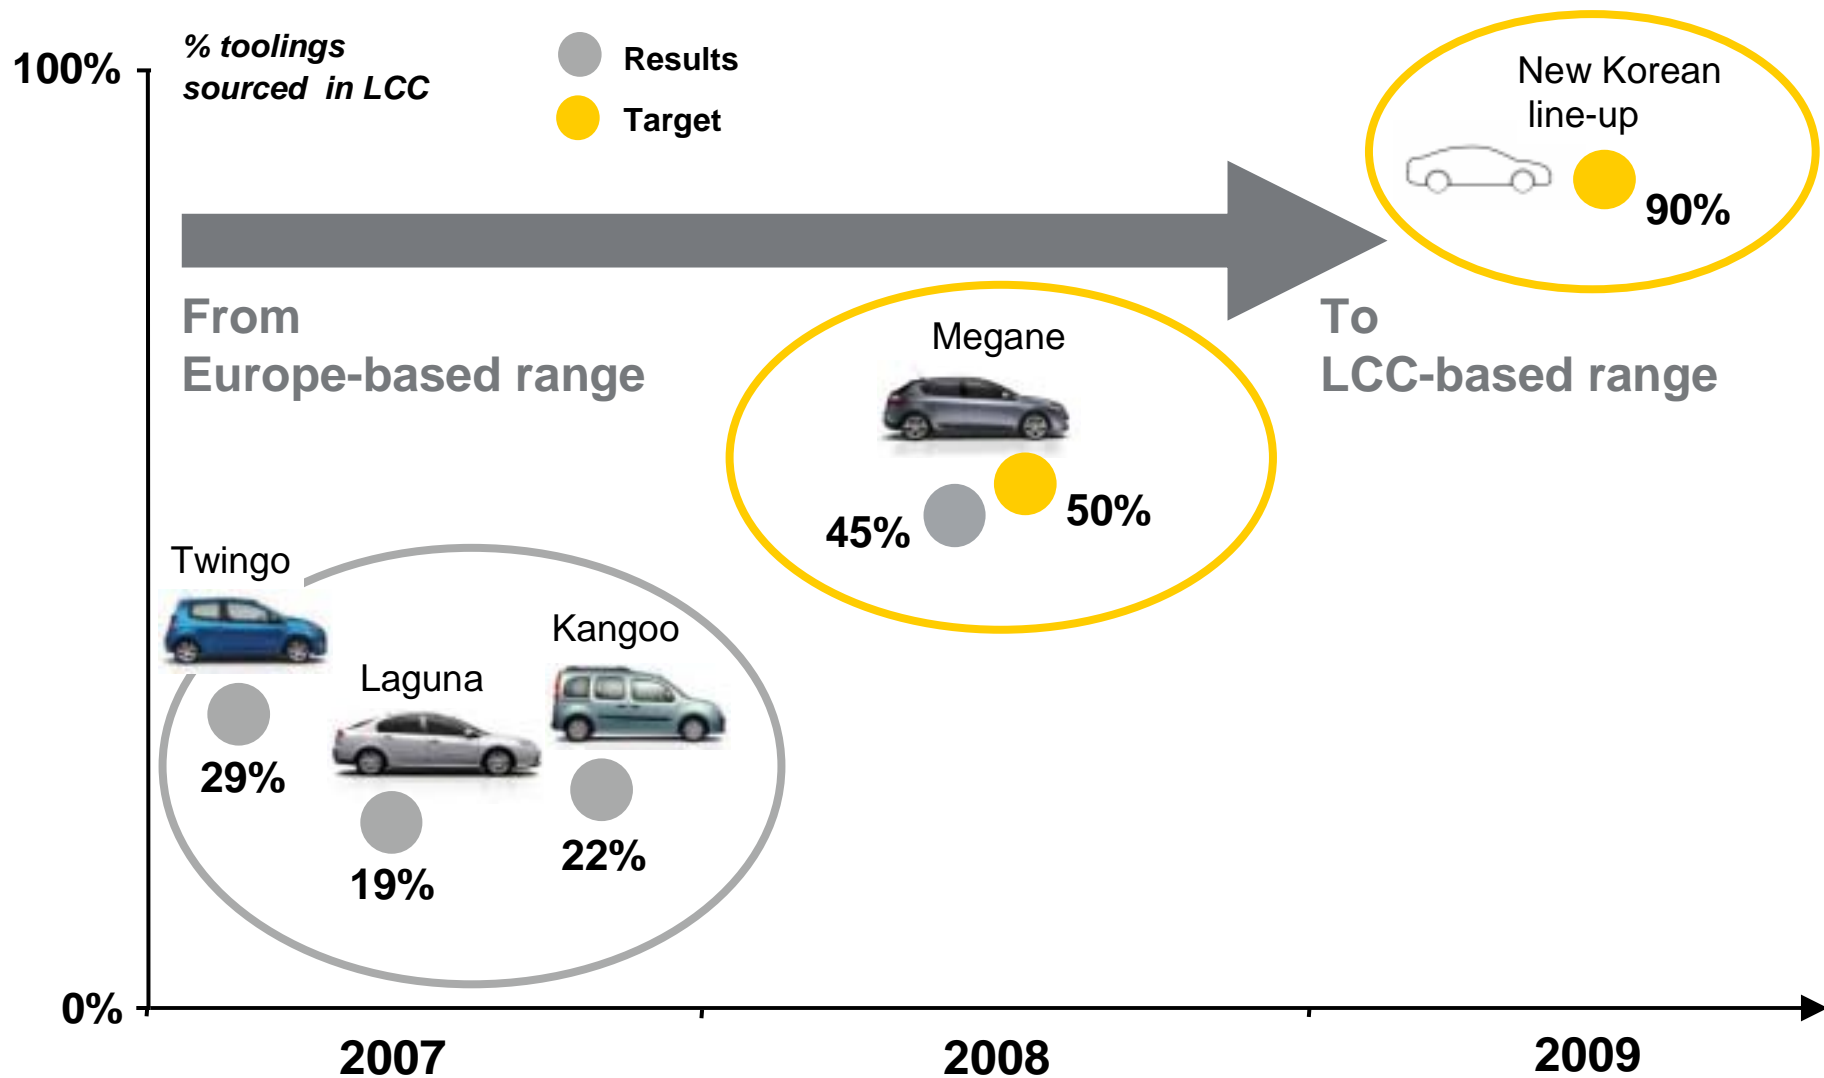 100%
% toolings
sourced in LCC
Results
Target
New Korean
line-up
90%
From
Europe-based range
To
LCC-based range
Megane
45%
50%
Twingo
Laguna
Kangoo
29%
19%
22%
0%
2007
2008
2009